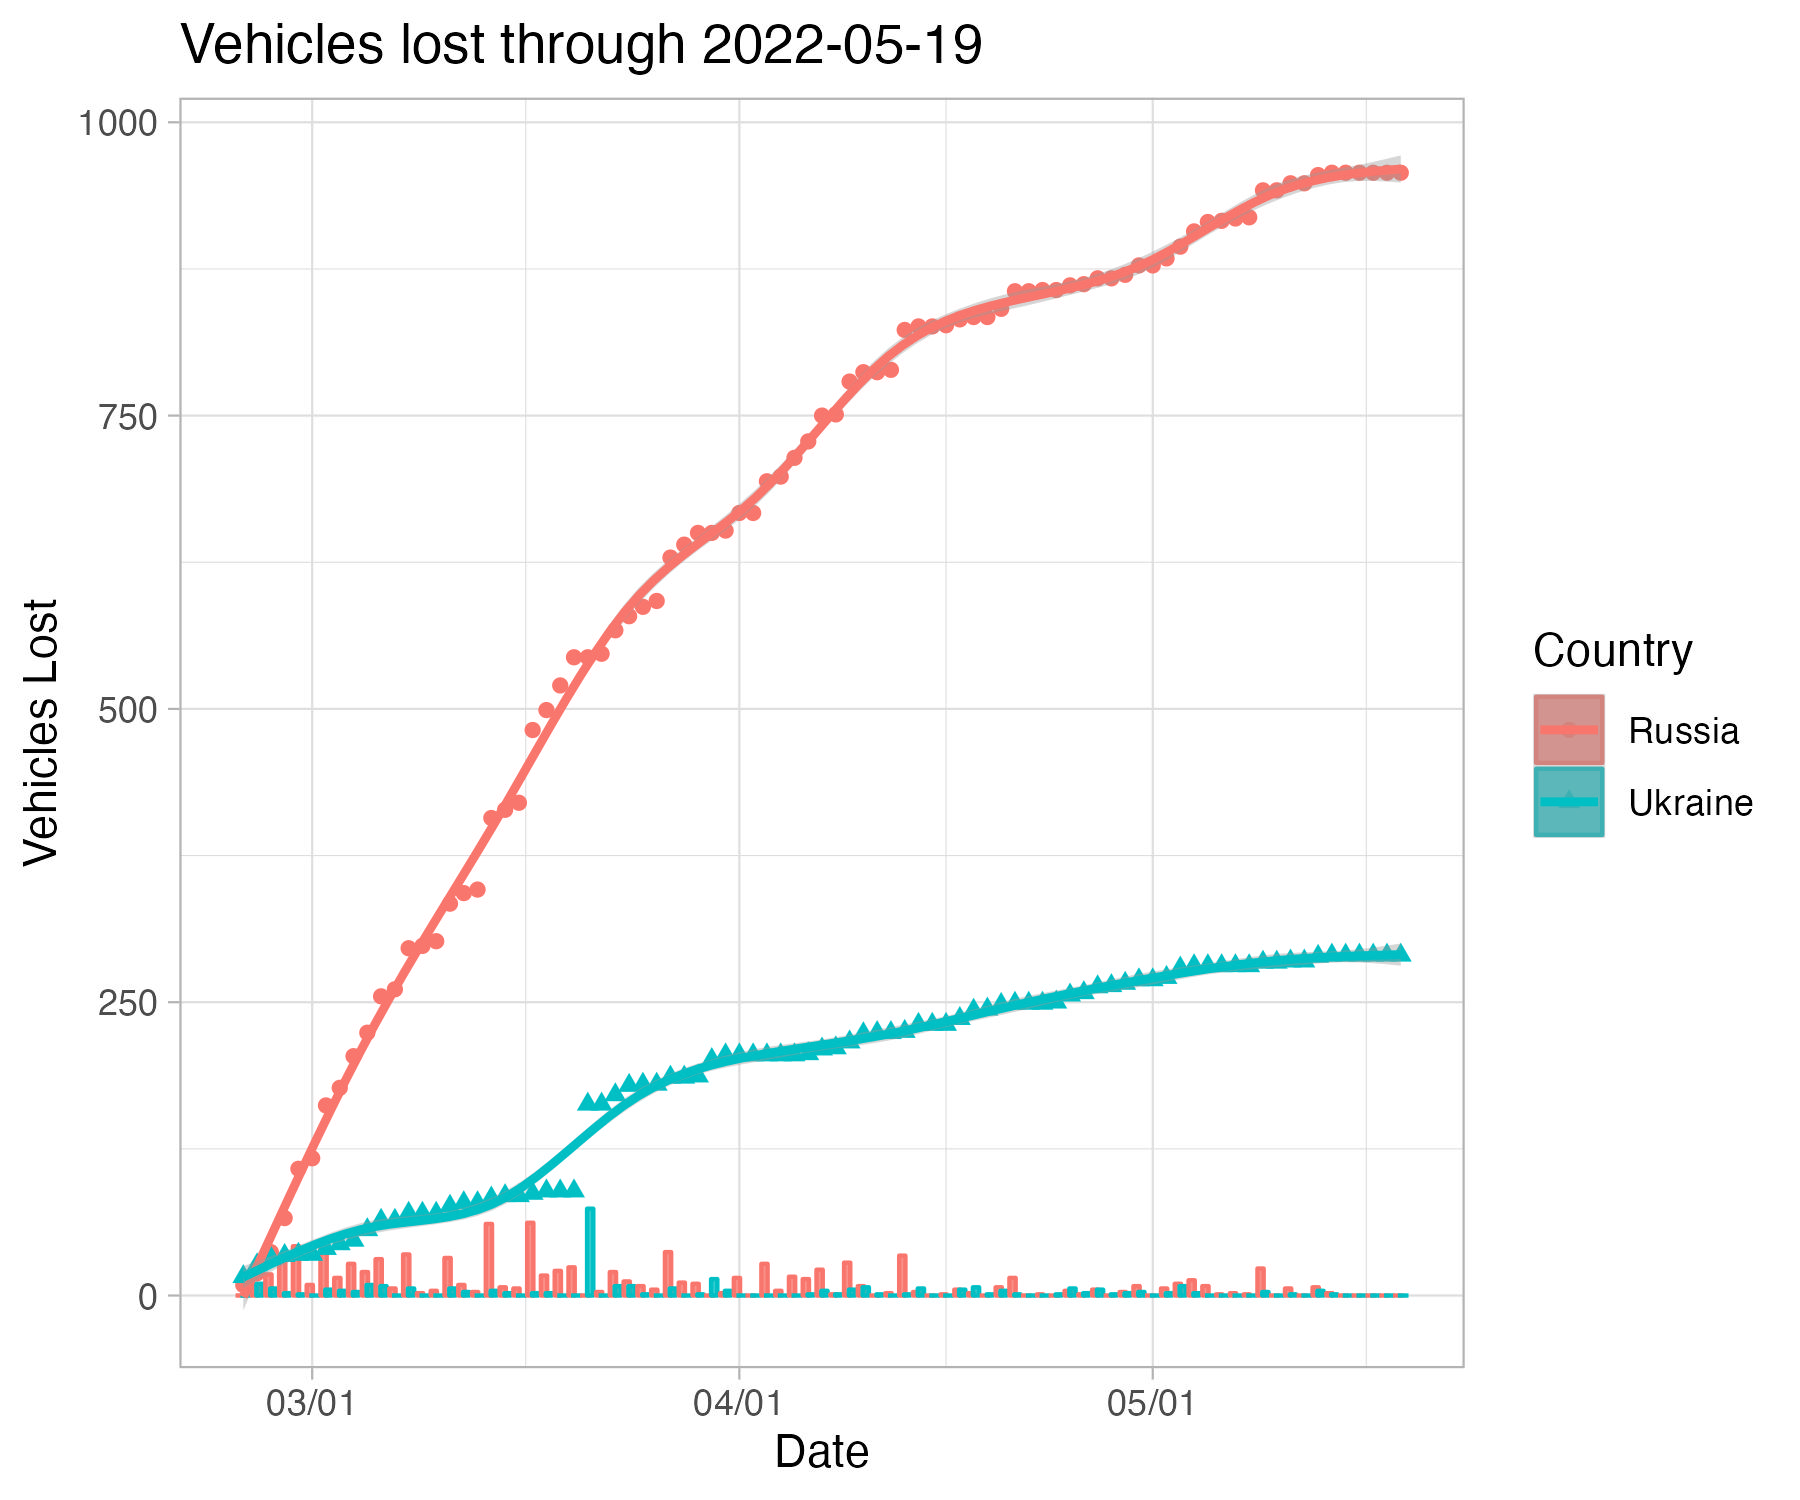 Vehicles lost through 2022-05-19
1000
750
500
250
0
Vehicles Lost
03/01
04/01
05/01
Date
Country
Russia
Ukraine